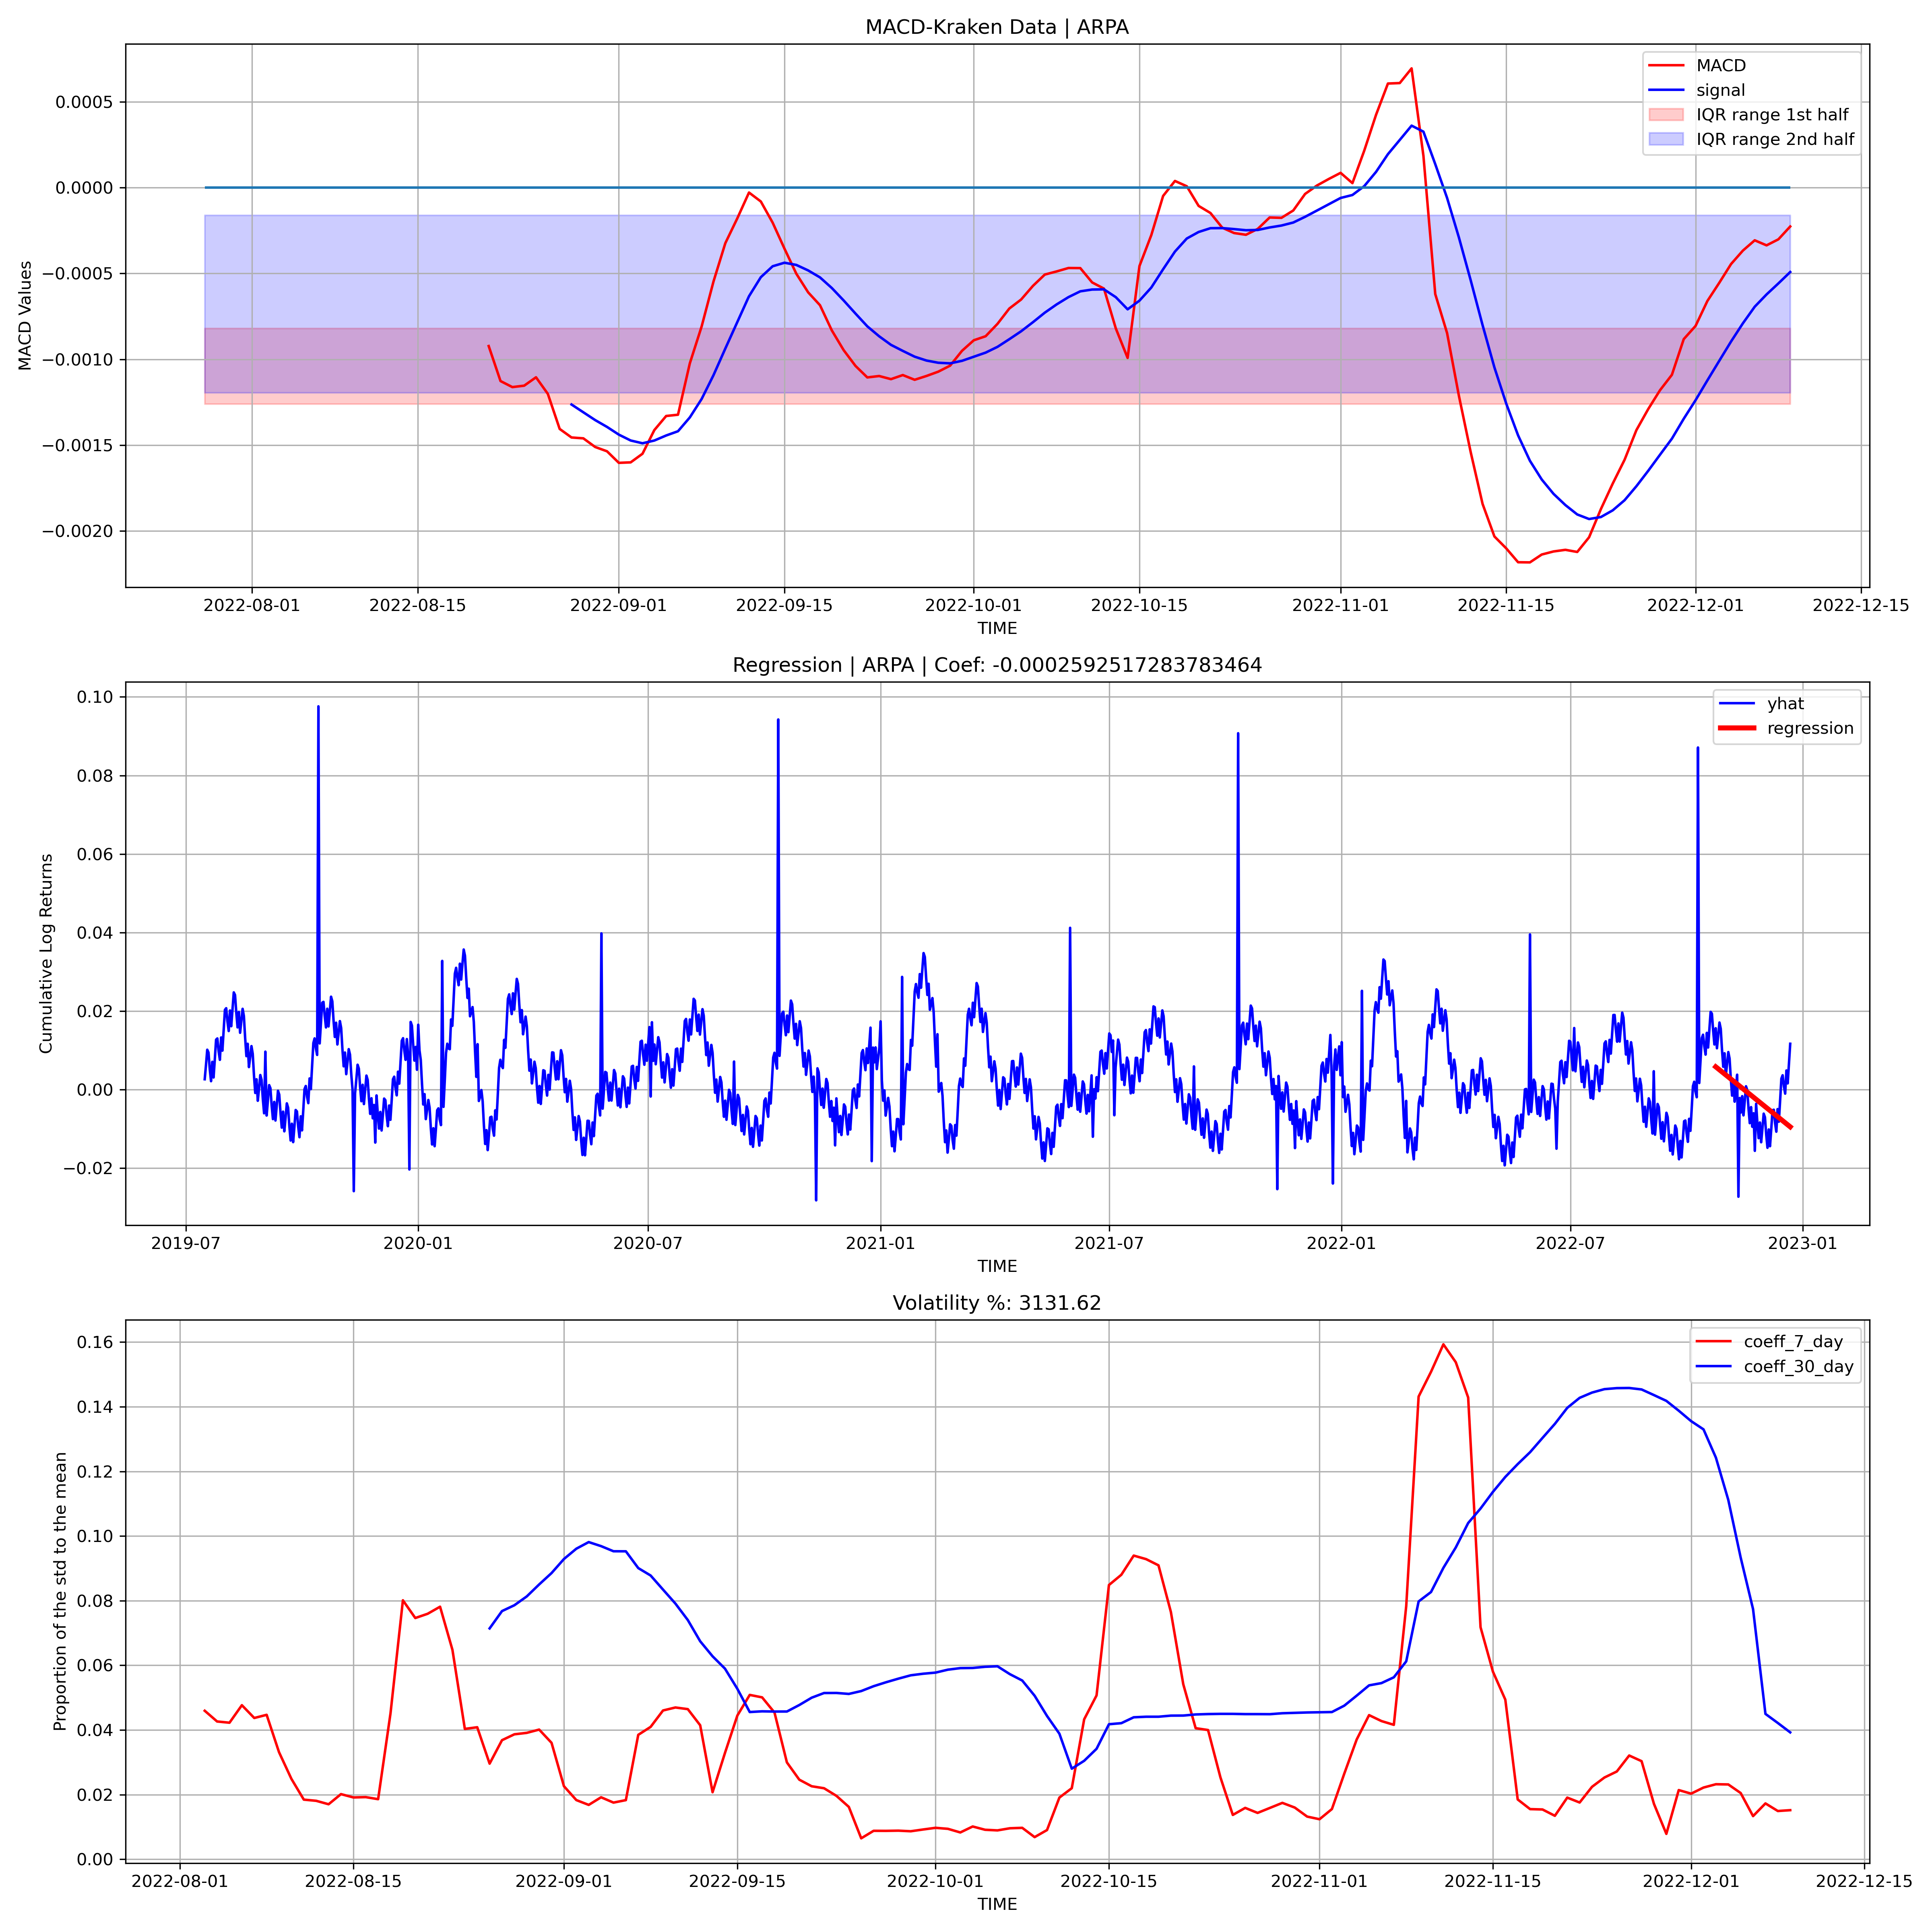 MACD-Kraken Data | ARPA
MACD
signal
IQR range 1st half
IQR range 2nd half
MACD Values
0.0005
0.0000
−0.0005
−0.0010
−0.0015
−0.0020
2022-08-01 2022-08-15 2022-09-01 2022-09-15 2022-10-01 2022-10-15 2022-11-01 2022-11-15 2022-12-01 2022-12-15
TIME
Regression | ARPA | Coef: -0.0002592517283783464
yhat
regression
Cumulative Log Returns
0.10
0.08
0.06
0.04
0.02
0.00
−0.02
2019-07 2020-01 2020-07 2021-01 2021-07 2022-01 2022-07 2023-01
TIME
Volatility %: 3131.62
coeff_7_day
coeff_30_day
Proportion of the std to the mean
0.16
0.14
0.12
0.10
0.08
0.06
0.04
0.02
0.00
2022-08-01 2022-08-15 2022-09-01 2022-09-15 2022-10-01 2022-10-15 2022-11-01 2022-11-15 2022-12-01 2022-12-15
TIME